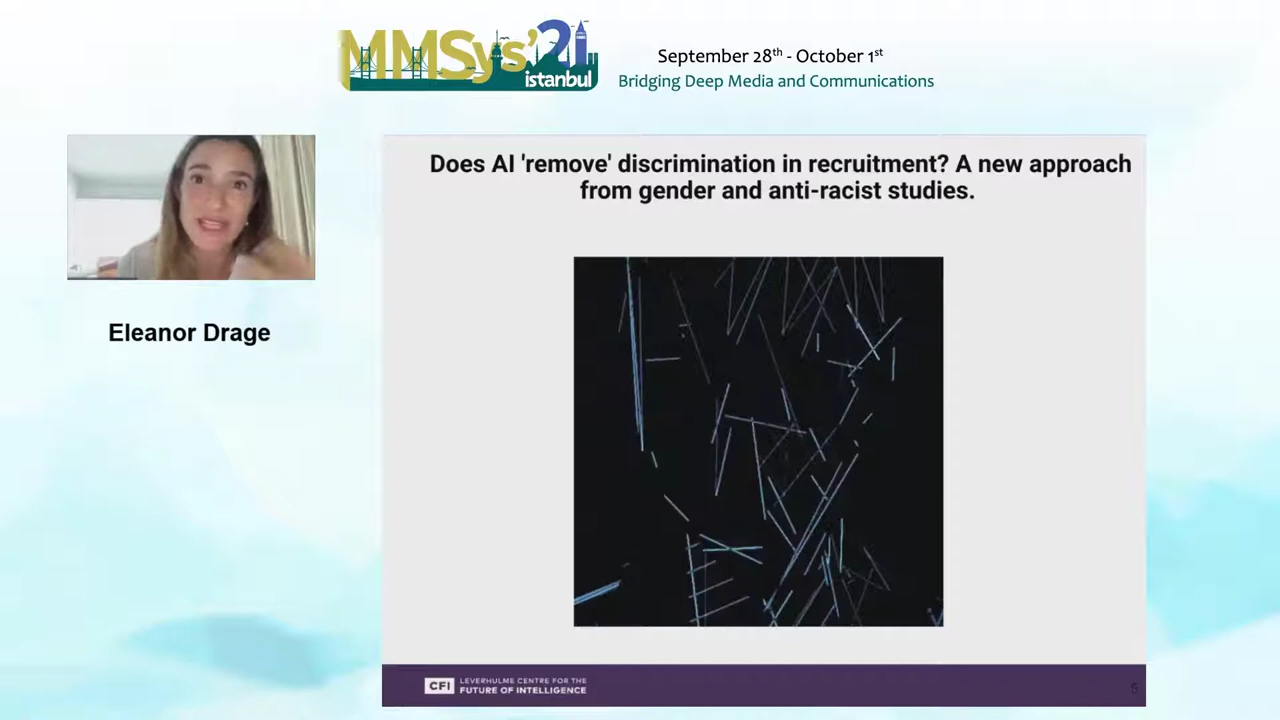 MMSys'21
istanbul
September 28th - October 1st
Bridging Deep Media and Communications
Eleanor Drage
Does AI 'remove' discrimination in recruitment? A new approach
from gender and anti-racist studies.
CFI
LEVERHULME CENTRE FOR THE
FUTURE OF INTELLIGENCE
6